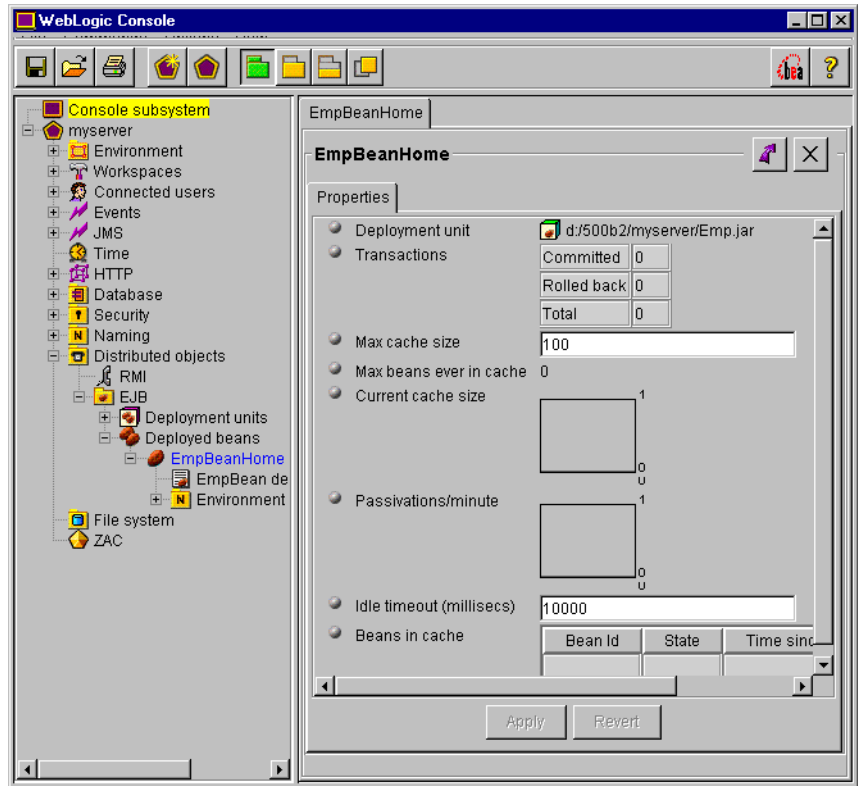 WebLogic Console
bea
?
Console subsystem
myserver
Environment
Workspaces
Connected users
Events
JMS
Time
HTTP
Database
Security
N Naming
Distributed objects
RMI
EJB
Deployment units
Deployed beans
EmpBeanHome
EmpBean de
N Environment
File system
ZAC
EmpBeanHome
EmpBeanHome
Properties
Deployment unit d:/500b2/myserver/Emp.jar
Transactions Committed 0
Rolled back 0
Total 0
Max cache size 100
Max beans ever in cache 0
Current cache size 1
0
Passivations/minute 1
0
Idle timeout (millisecs) 10000
Beans in cache Bean Id State Time sinc
Apply Revert